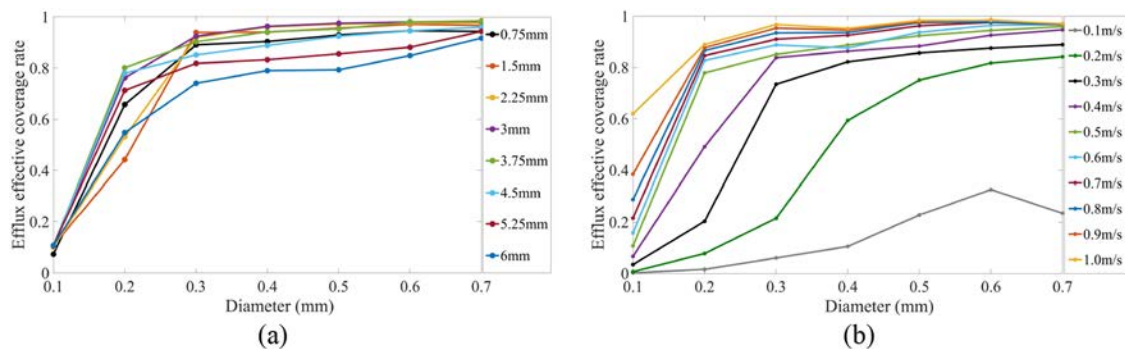 Efflux effective coverage rate
1
0.8
0.6
0.4
0.2
0
0.1 0.2 0.3 0.4 0.5 0.6 0.7
Diameter (mm)
0.75mm
1.5mm
2.25mm
3mm
3.75mm
4.5mm
5.25mm
6mm
(a)
Efflux effective coverage rate
1
0.8
0.6
0.4
0.2
0
0.1 0.2 0.3 0.4 0.5 0.6 0.7
Diameter (mm)
0.1m/s
0.2m/s
0.3m/s
0.4m/s
0.5m/s
0.6m/s
0.7m/s
0.8m/s
0.9m/s
1.0m/s
(b)